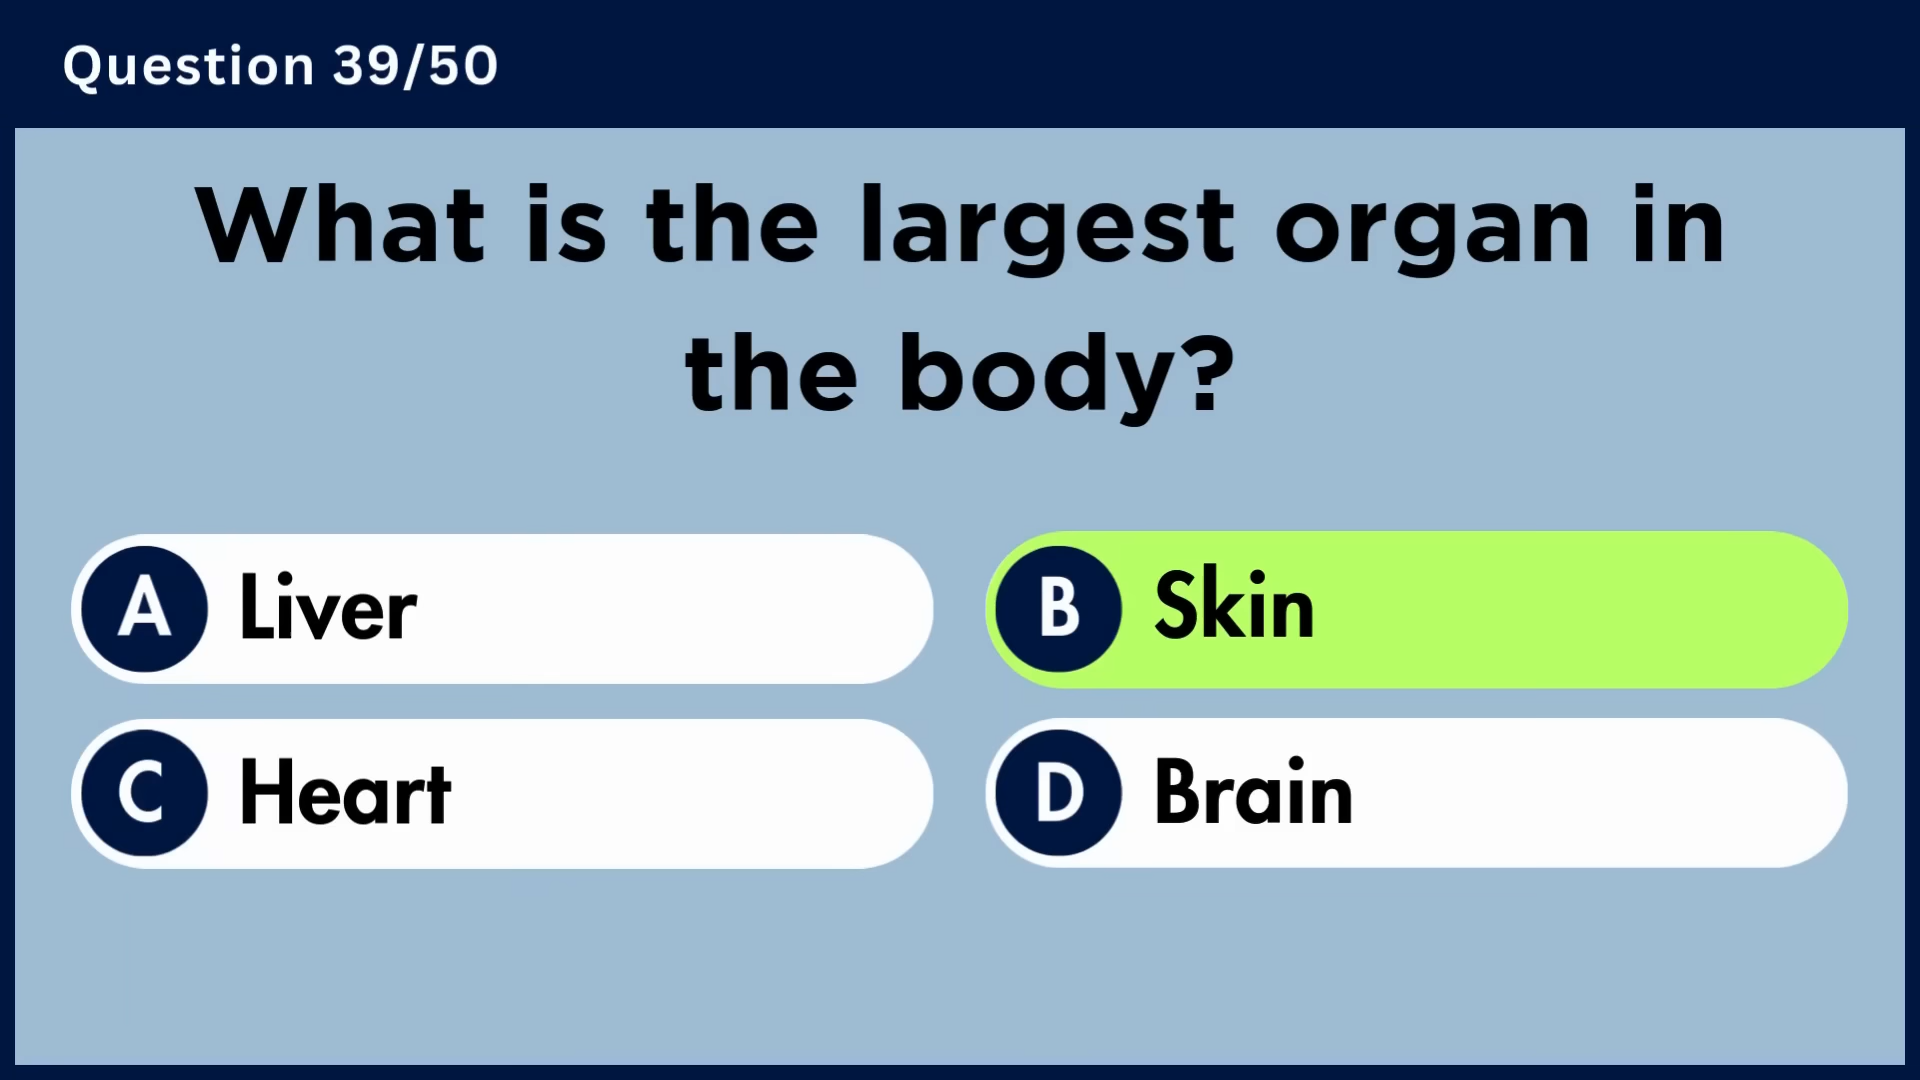 Question 39/50
What is the largest organ in
the body?
A Liver
B Skin
C Heart
D Brain